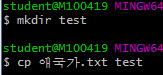 student@M100419 MINGW64
$ mkdir test
student@M100419 MINGW64
$ cp 애국가.txt test